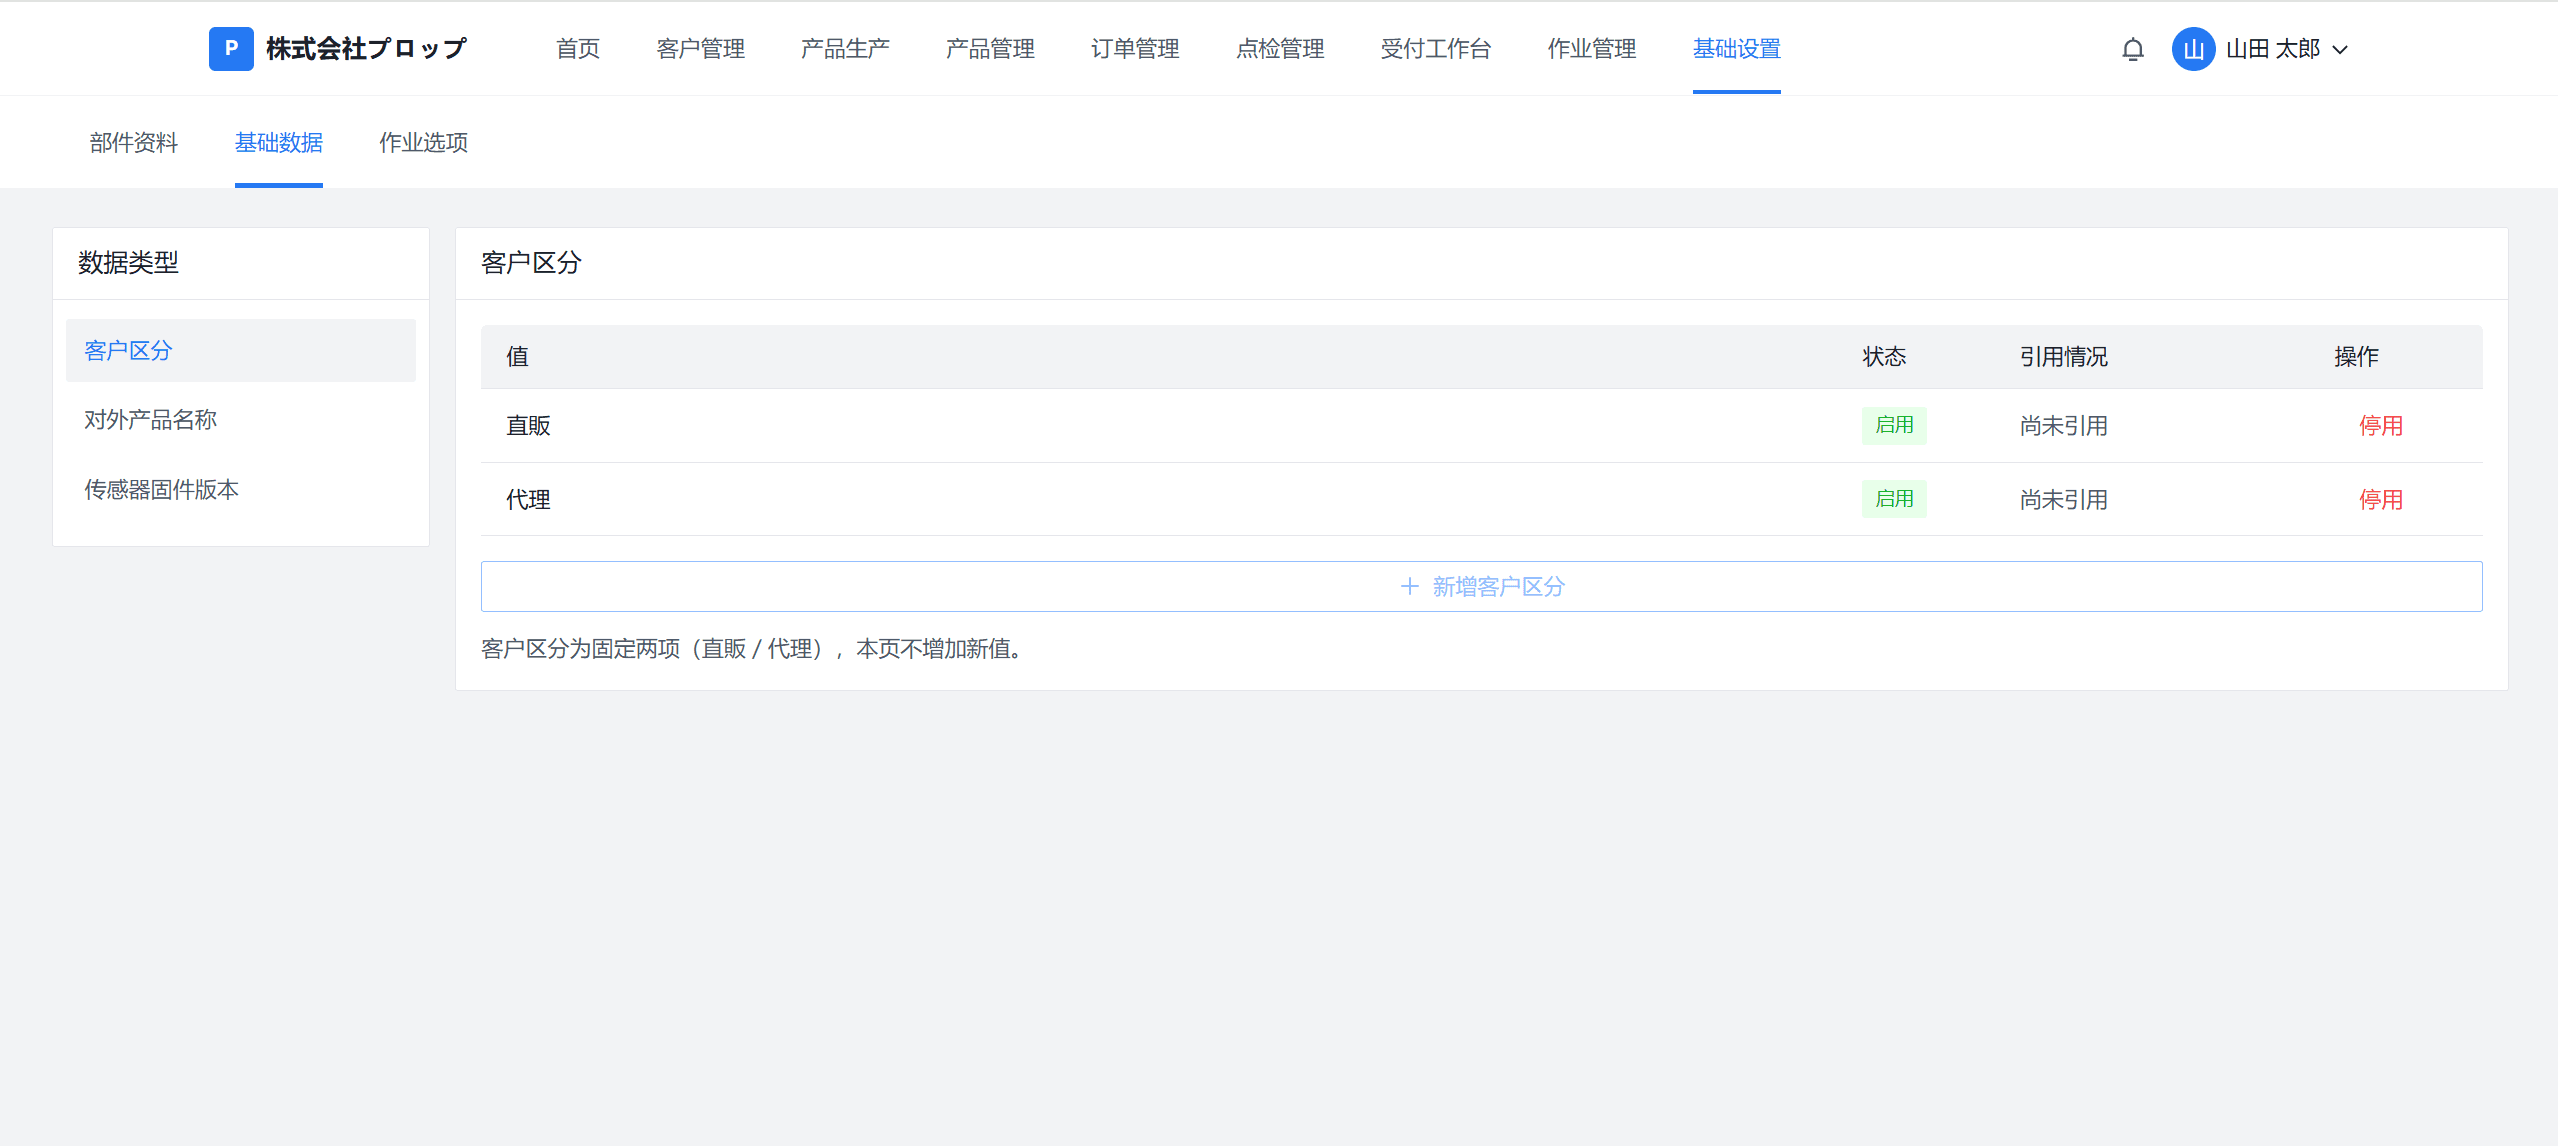 P 株式会社プロップ 首页 客户管理 产品生产 产品管理 订单管理 点检管理 受付工作台 作业管理 基础设置 山 山田 太郎
部件资料 基础数据 作业选项
数据类型
客户区分
对外产品名称
传感器固件版本
客户区分
值 状态 引用情况 操作
直販 启用 尚未引用 停用
代理 启用 尚未引用 停用
+ 新增客户区分
客户区分为固定两项（直販 / 代理），本页不增加新值。